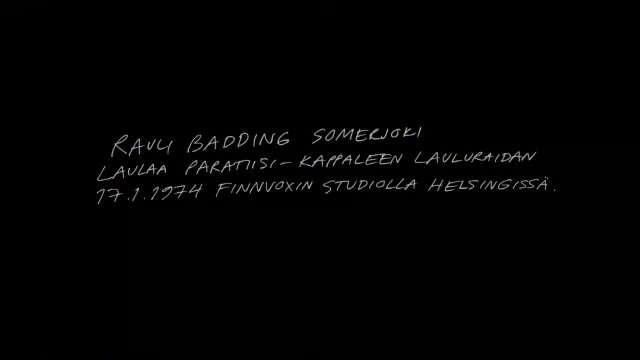 RAULI BADDING SOMERJOKI
LAULAA PARATIISI-KAPPALEEN LAULURAIDAN
17.1.1974 FINNVOXIN STUDIOLLA HELSINGISSÄ.